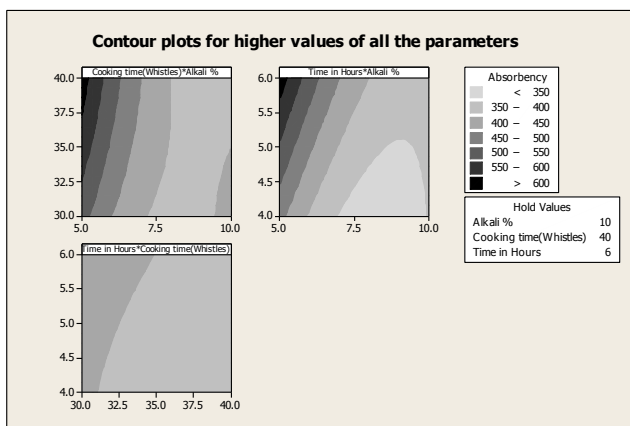 Contour plots for higher values of all the parameters
Cooking time(Whistles)*Alkali %
40.0
37.5
35.0
32.5
30.0
5.0 7.5 10.0
Time in Hours*Alkali %
6.0
5.5
5.0
4.5
4.0
5.0 7.5 10.0
Absorbency
< 350
350 – 400
400 – 450
450 – 500
500 – 550
550 – 600
> 600
Hold Values
Alkali % 10
Cooking time(Whistles) 40
Time in Hours 6
Time in Hours*Cooking time(Whistles)
6.0
5.5
5.0
4.5
4.0
30.0 32.5 35.0 37.5 40.0